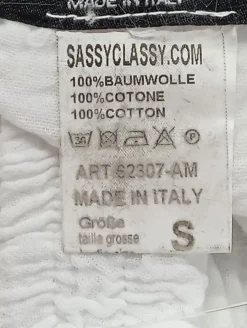 MADE IN ITALY
SASSYCLASSY.COM
100%BAUMWOLLE
100%COTONE
100%COTTON
30 P
ART 62307-AM
MADE IN ITALY
Größe
taille grosse
S